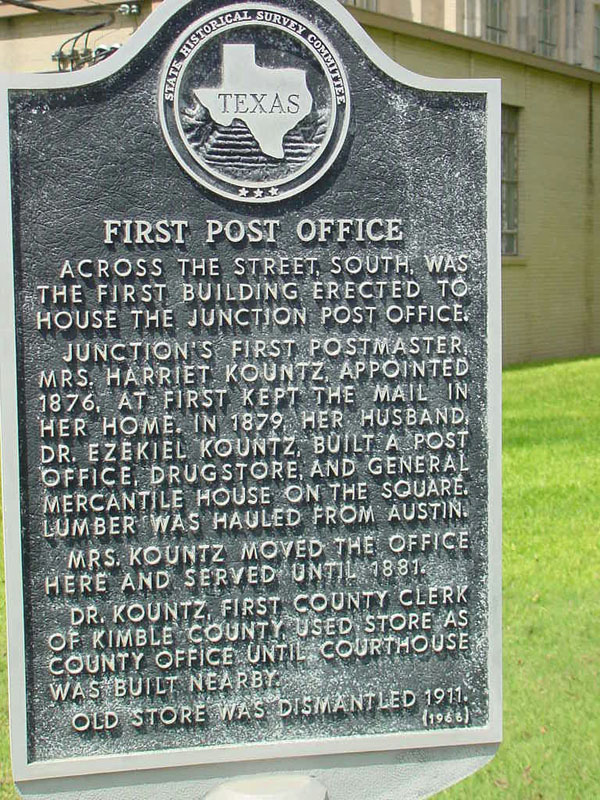 STATE HISTORICAL SURVEY COMMITTEE
TEXAS
FIRST POST OFFICE
ACROSS THE STREET, SOUTH, WAS
THE FIRST BUILDING ERECTED TO
HOUSE THE JUNCTION POST OFFICE.
JUNCTION'S FIRST POSTMASTER,
MRS. HARRIET KOUNTZ, APPOINTED
1876, AT FIRST KEPT THE MAIL IN
HER HOME. IN 1879, HER HUSBAND,
DR. EZEKIEL KOUNTZ, BUILT A POST
OFFICE, DRUGSTORE, AND GENERAL
MERCANTILE HOUSE ON THE SQUARE.
LUMBER WAS HAULED FROM AUSTIN.
MRS. KOUNTZ MOVED THE OFFICE
HERE AND SERVED UNTIL 1881.
DR. KOUNTZ, FIRST COUNTY CLERK
OF KIMBLE COUNTY, USED STORE AS
COUNTY OFFICE UNTIL COURTHOUSE
WAS BUILT NEARBY.
OLD STORE WAS DISMANTLED 1911.
(1966)